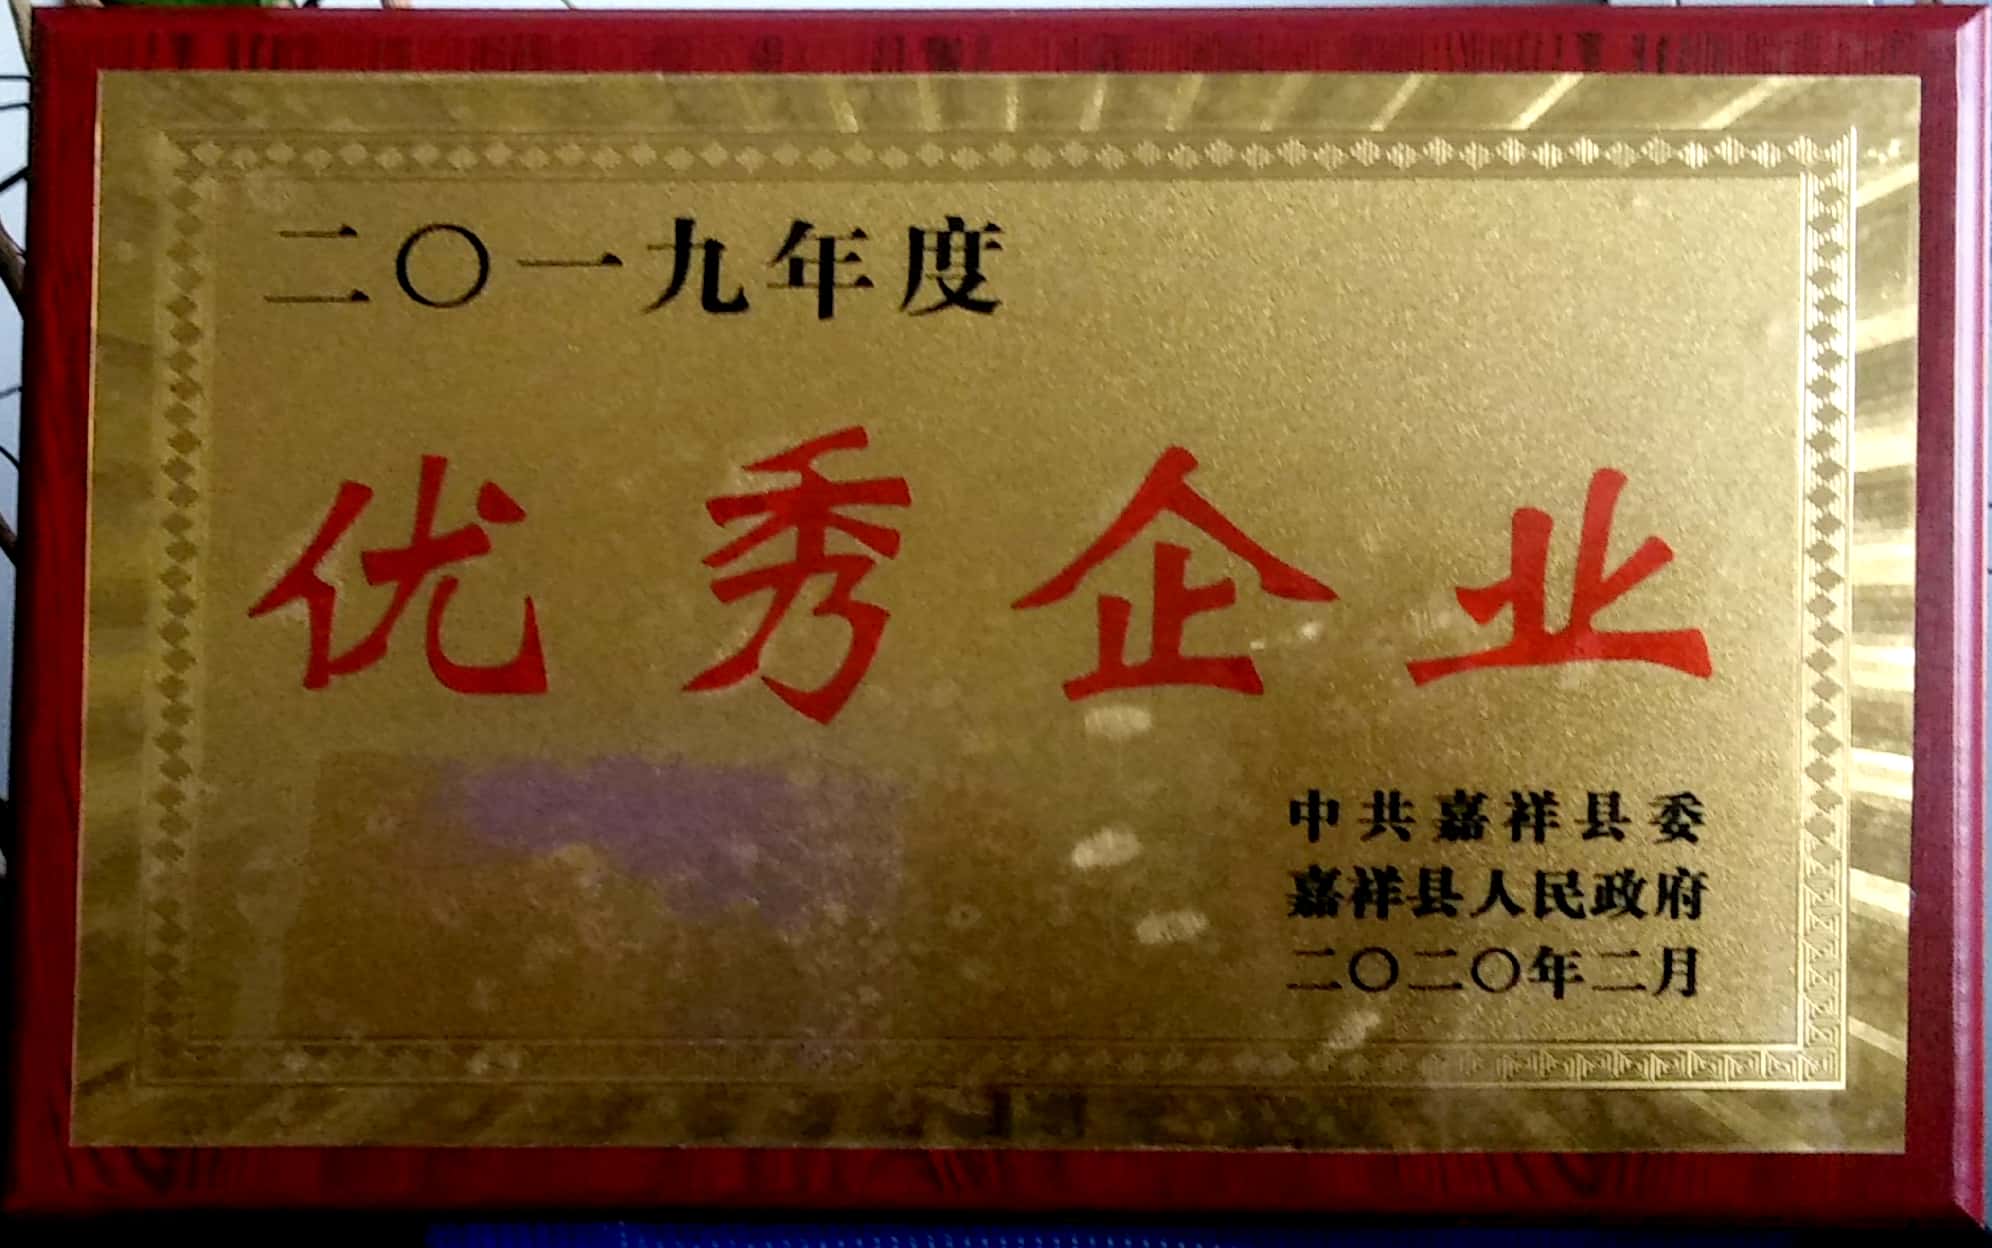 二〇一九年度
优秀企业
中共嘉祥县委
嘉祥县人民政府
二〇二〇年二月